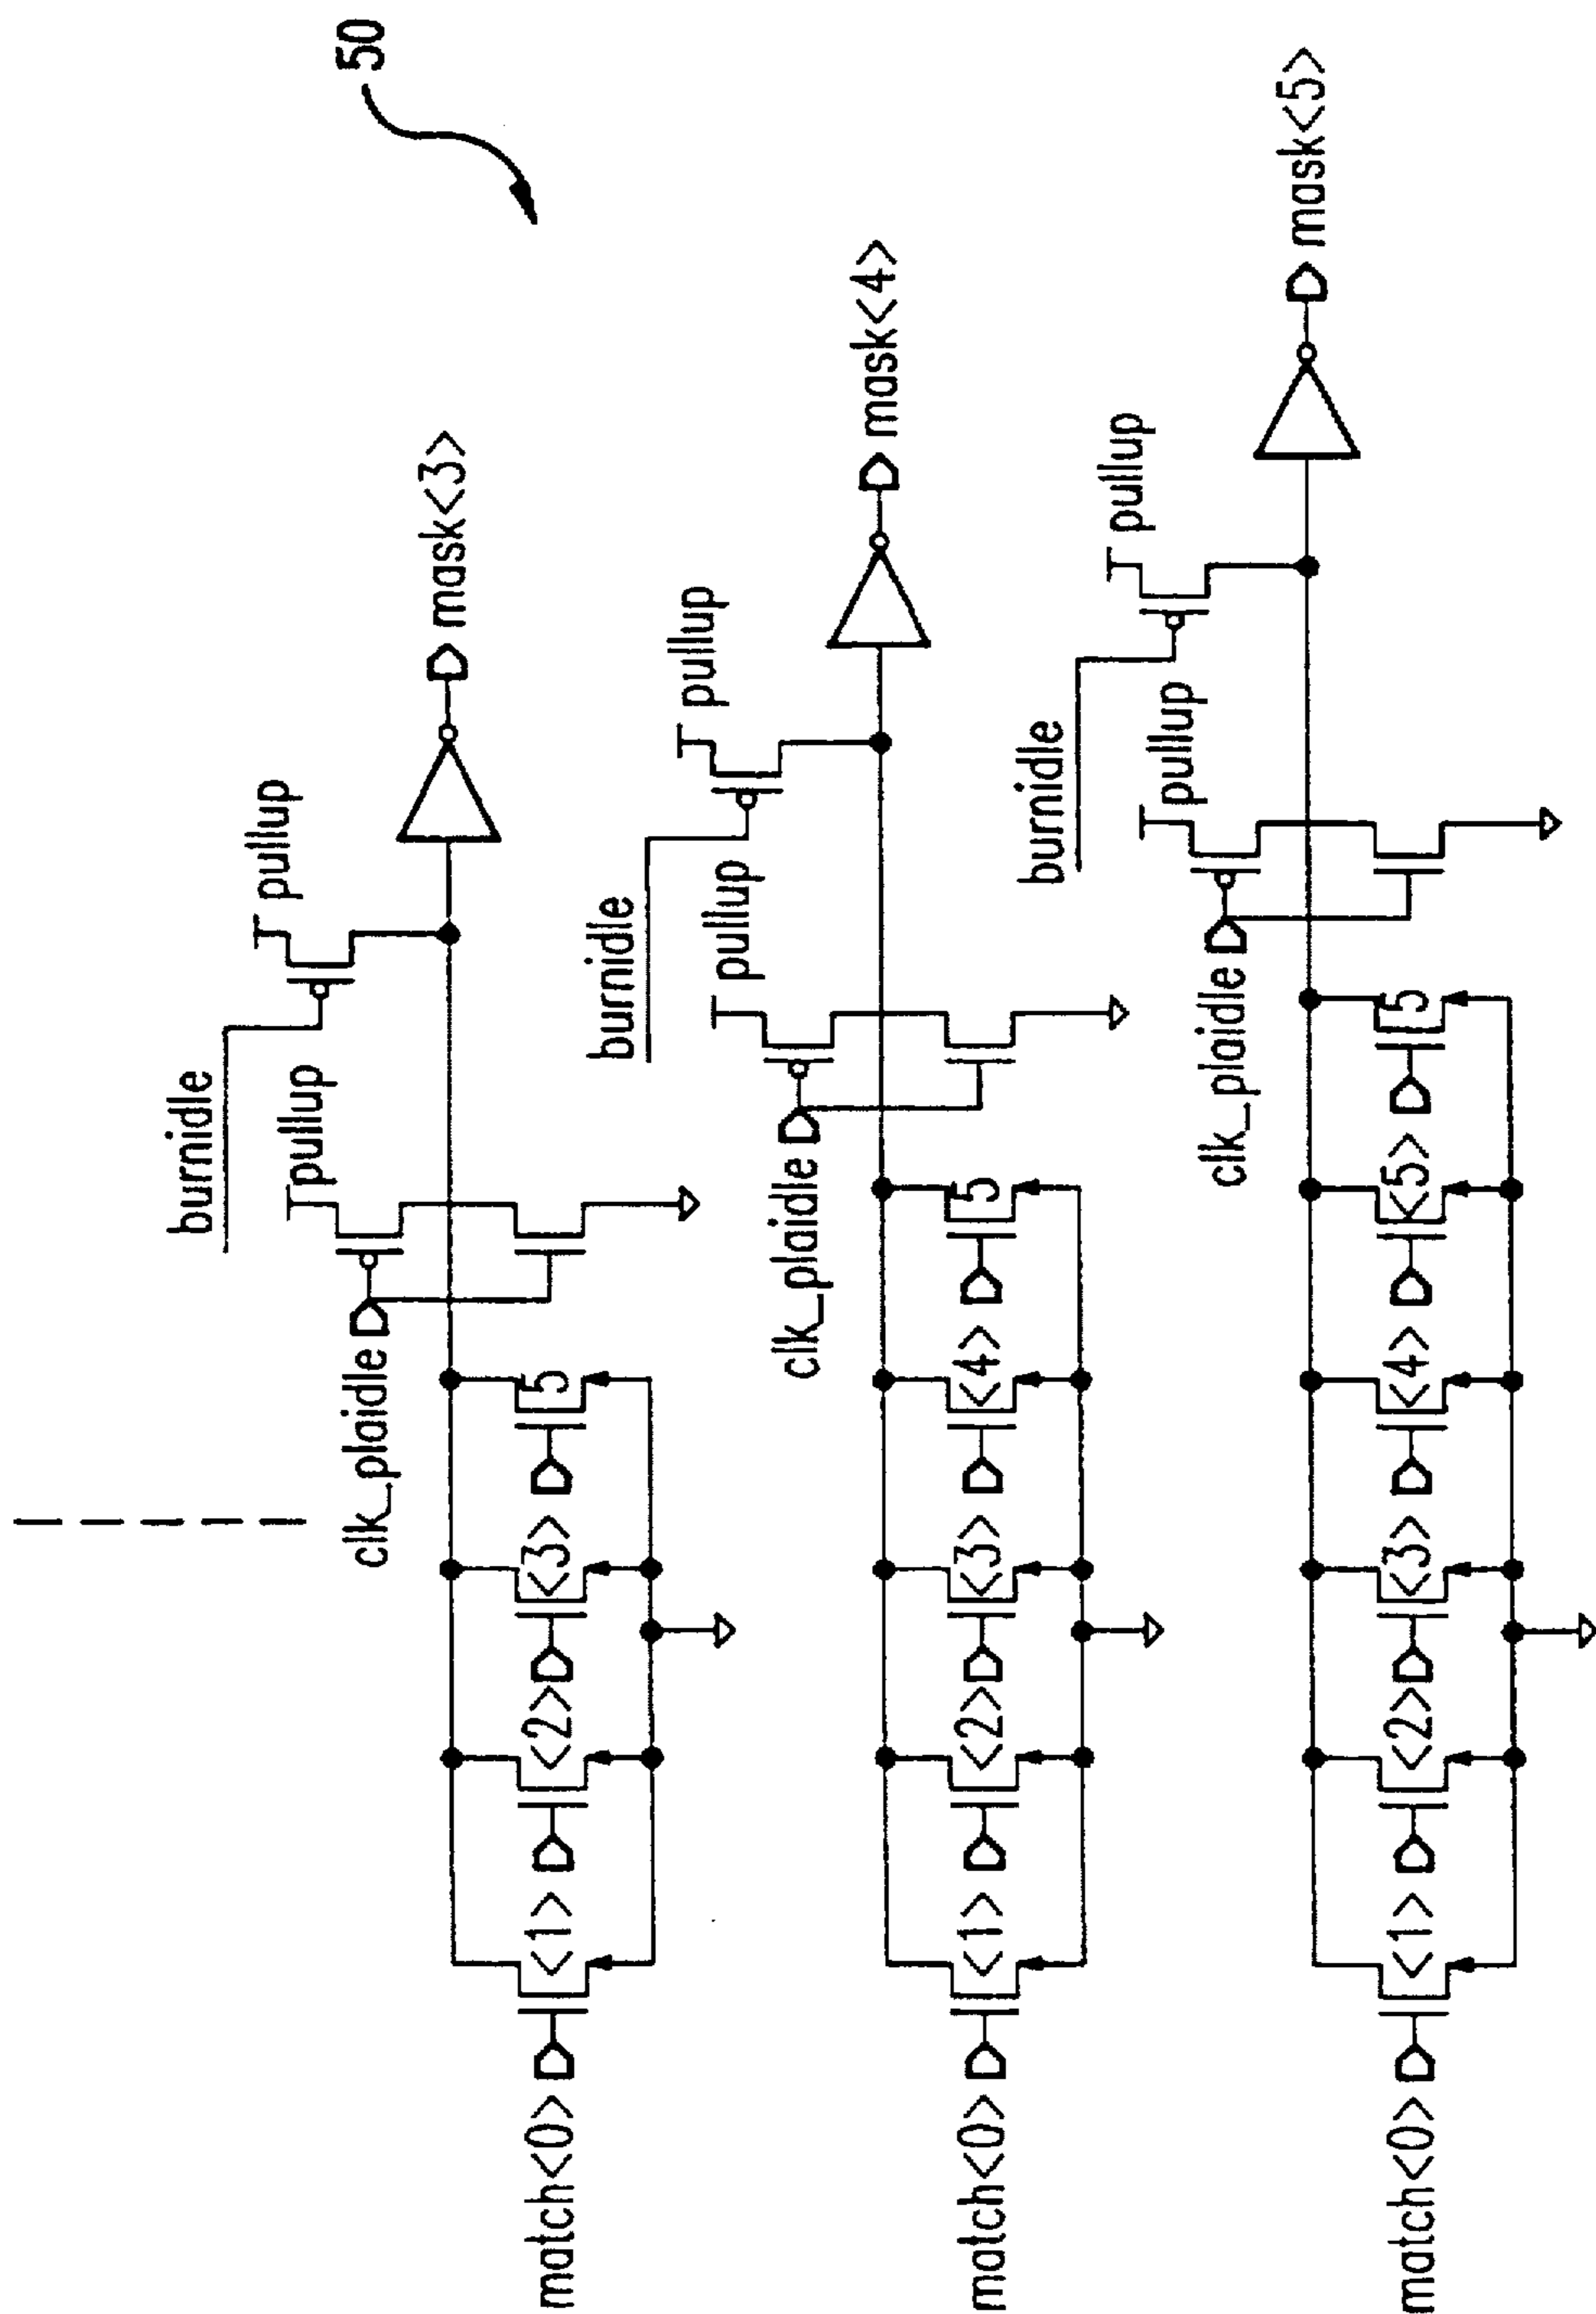 50
burnidle
pullup
pullup
clk_plaidle
mask<3>
match<0>
<1>
<2>
<3>
5
burnidle
pullup
pullup
clk_plaidle
mask<4>
match<0>
<1>
<2>
<3>
<4>
5
burnidle
pullup
pullup
clk_plaidle
mask<5>
match<0>
<1>
<2>
<3>
<4>
<5>
5